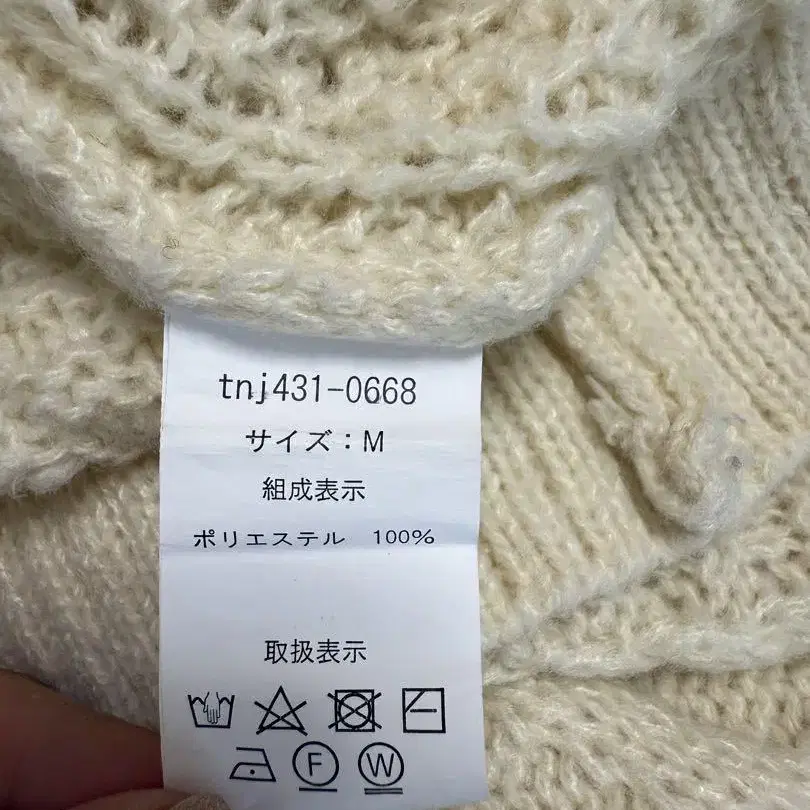 tnj431-0668
サイズ：M
組成表示
ポリエステル 100%
取扱表示
F W